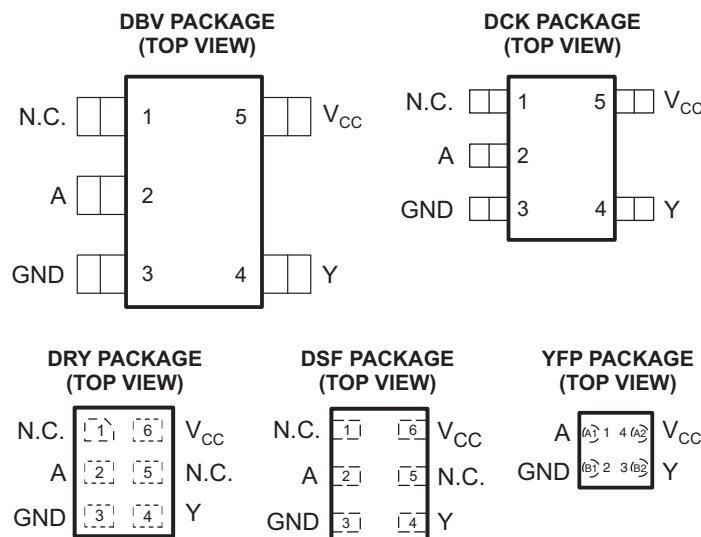 DBV PACKAGE
(TOP VIEW)
N.C. 1 5 VCC
A 2
GND 3 4 Y
DCK PACKAGE
(TOP VIEW)
N.C. 1 5 VCC
A 2
GND 3 4 Y
DRY PACKAGE
(TOP VIEW)
N.C. 1 6 VCC
A 2 5 N.C.
GND 3 4 Y
DSF PACKAGE
(TOP VIEW)
N.C. 1 6 VCC
A 2 5 N.C.
GND 3 4 Y
YFP PACKAGE
(TOP VIEW)
A A1 1 4 A2 VCC
GND B1 2 3 B2 Y